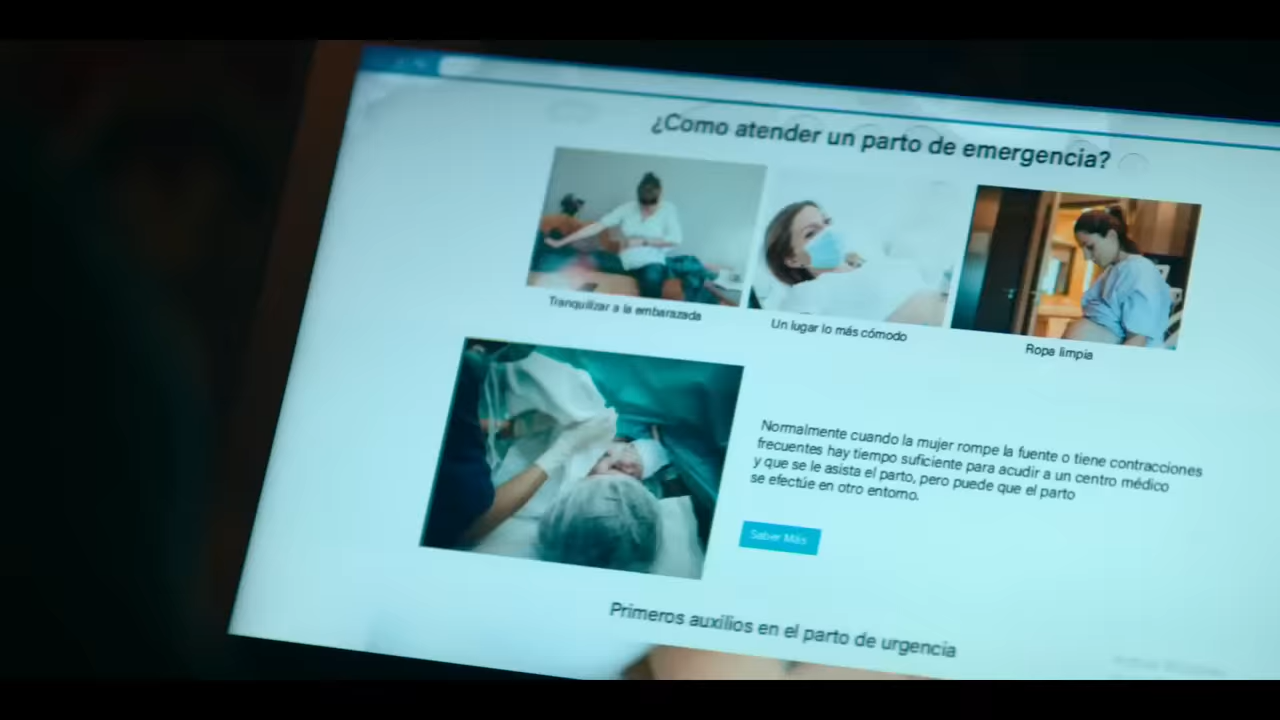 ¿Como atender un parto de emergencia?
Tranquilizar a la embarazada
Un lugar lo más cómodo
Ropa limpia
Normalmente cuando la mujer rompe la fuente o tiene contracciones
frecuentes hay tiempo suficiente para acudir a un centro médico
y que se le asista el parto, pero puede que el parto
se efectúe en otro entorno.
Saber Más
Primeros auxilios en el parto de urgencia